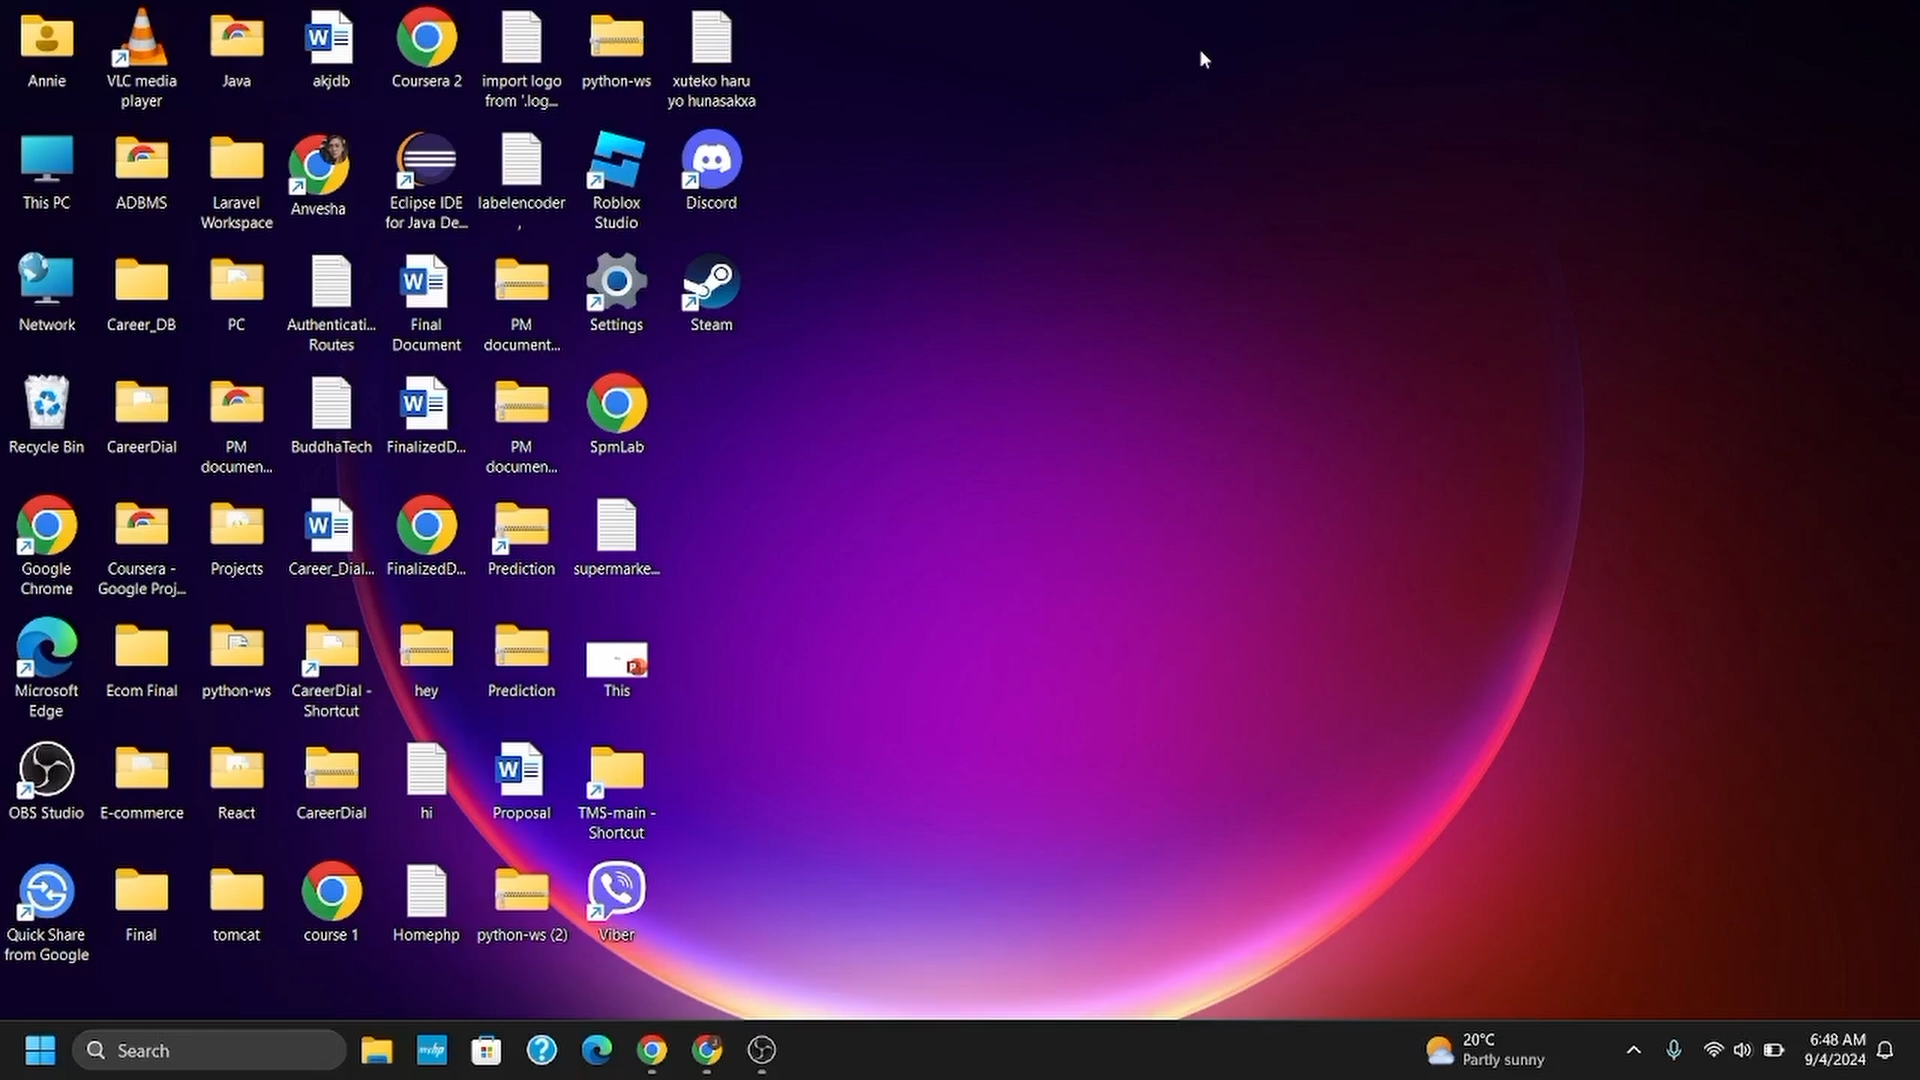 Annie
VLC media
player
Java
akjdb
Coursera 2
import logo
from '.log...
python-ws
xuteko haru
yo hunasakxa
This PC
ADBMS
Laravel
Workspace
Anvesha
Eclipse IDE
for Java De...
labelencoder
,
Roblox
Studio
Discord
Network
Career_DB
PC
Authenticati...
Routes
Final
Document
PM
document...
Settings
Steam
Recycle Bin
CareerDial
PM
documen...
BuddhaTech
FinalizedD...
PM
documen...
SpmLab
Google
Chrome
Coursera -
Google Proj...
Projects
Career_Dial...
FinalizedD...
Prediction
supermarke...
Microsoft
Edge
Ecom Final
python-ws
CareerDial -
Shortcut
hey
Prediction
This
OBS Studio
E-commerce
React
CareerDial
hi
Proposal
TMS-main -
Shortcut
Quick Share
from Google
Final
tomcat
course 1
Homephp
python-ws (2)
Viber
Search
myhp
20°C
Partly sunny
6:48 AM
9/4/2024